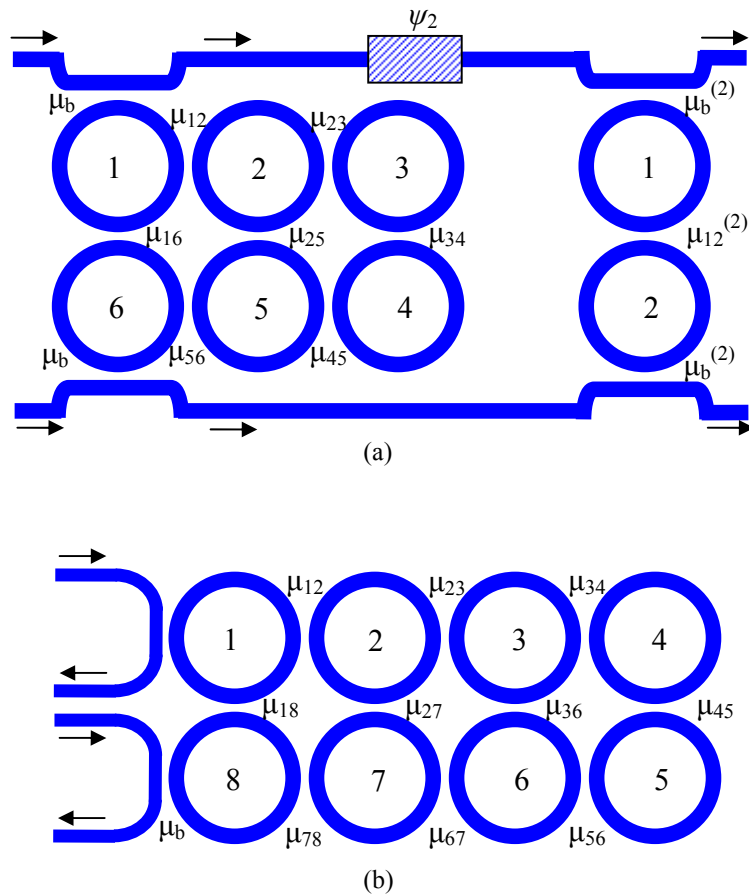 ψ₂
μb μ₁₂ μ₂₃ μb⁽²⁾
1 2 3 1
μ₁₆ μ₂₅ μ₃₄ μ₁₂⁽²⁾
6 5 4 2
μb μ₅₆ μ₄₅ μb⁽²⁾
(a)
μ₁₂ μ₂₃ μ₃₄
1 2 3 4
μ₁₈ μ₂₇ μ₃₆ μ₄₅
8 7 6 5
μb μ₇₈ μ₆₇ μ₅₆
(b)